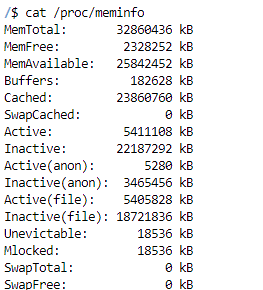 /$ cat /proc/meminfo
MemTotal:       32860436 kB
MemFree:         2328252 kB
MemAvailable:   25842452 kB
Buffers:          182628 kB
Cached:         23860760 kB
SwapCached:            0 kB
Active:          5411108 kB
Inactive:       22187292 kB
Active(anon):       5280 kB
Inactive(anon):  3465456 kB
Active(file):    5405828 kB
Inactive(file): 18721836 kB
Unevictable:       18536 kB
Mlocked:           18536 kB
SwapTotal:             0 kB
SwapFree:              0 kB